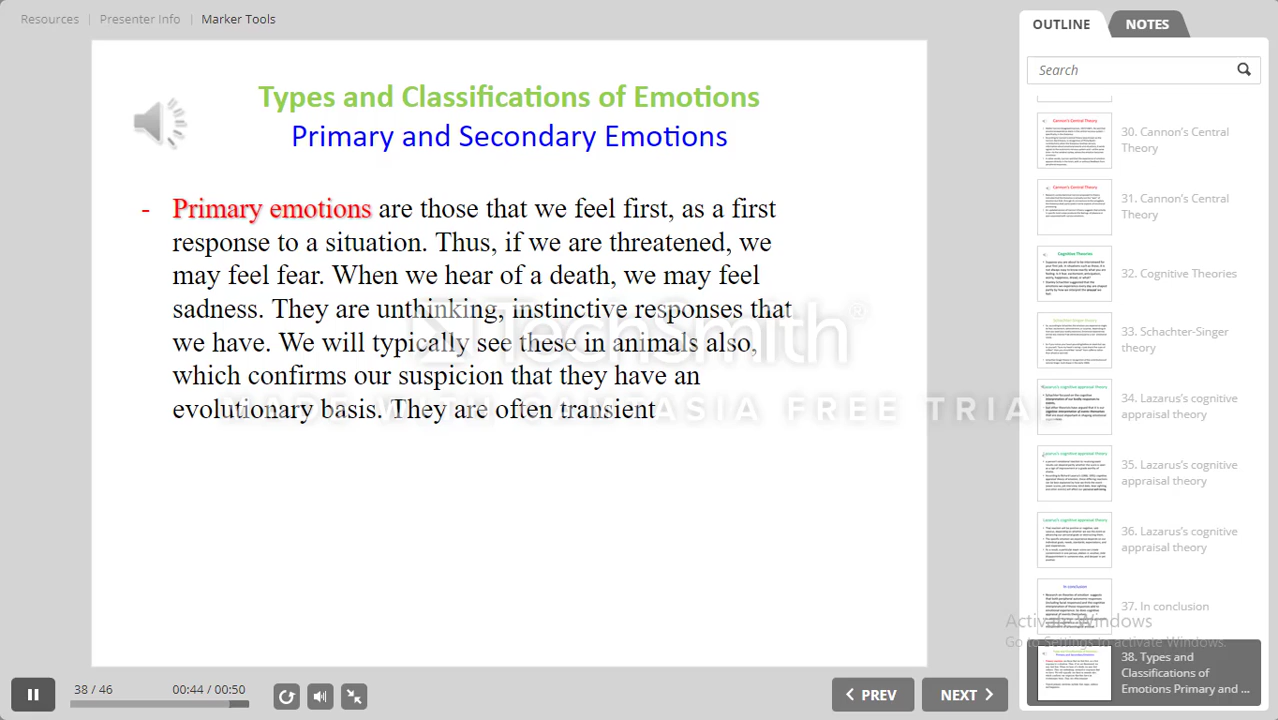 Resources | Presenter Info | Marker Tools
OUTLINE
NOTES
Search
Types and Classifications of Emotions
Primary and Secondary Emotions
- Primary emotions are those that we feel first, as a first
response to a situation. Thus, if we are threatened, we
may feel fear. When we hear of a death, we may feel
sadness. They are unthinking, instinctive responses that
we have. We will typically see these in animals also,
which confirms our suspicion that they have an
evolutionary basis. They are often transient
TechSmith®
CAMTASIA FREE TRIAL
30. Cannon's Central
Theory
31. Cannon's Central
Theory
32. Cognitive Theories
33. Schachter-Singer
theory
34. Lazarus's cognitive
appraisal theory
35. Lazarus's cognitive
appraisal theory
36. Lazarus's cognitive
appraisal theory
37. In conclusion
38. Types and
Classifications of
Emotions Primary and ...
Activate Windows
Go to Settings to activate Windows.
38 / 46
00:44 / 00:50
PREV
NEXT